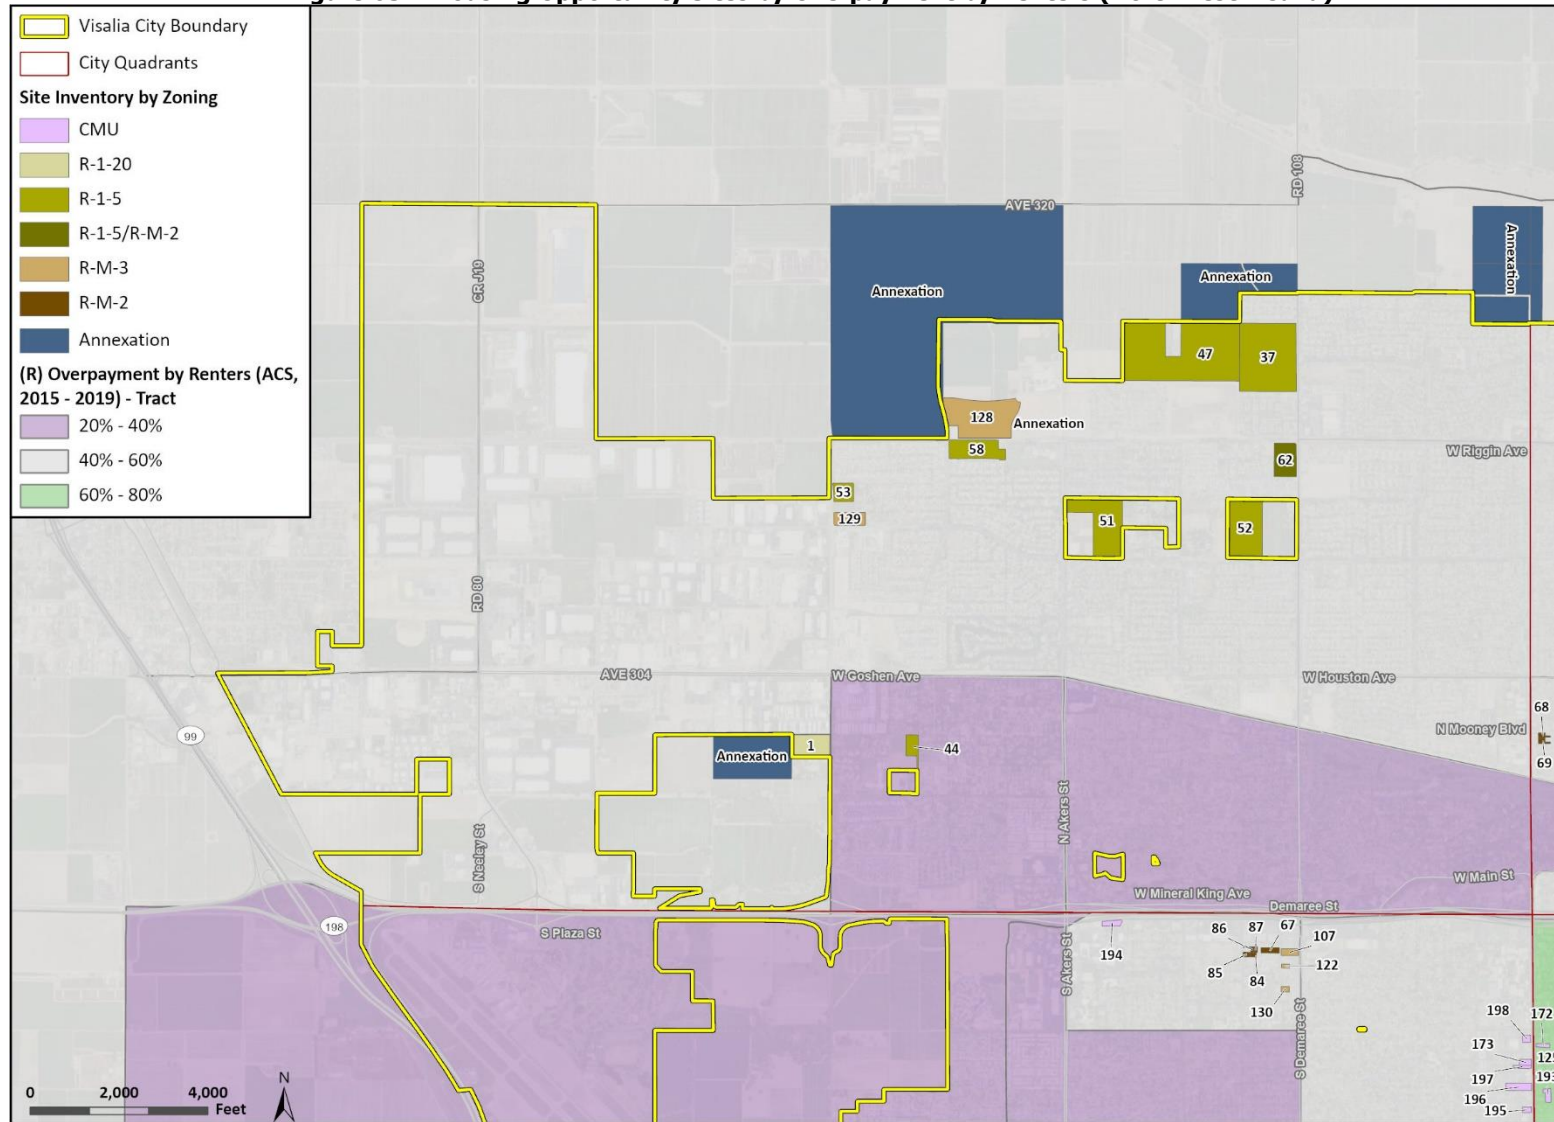 Visalia City Boundary
City Quadrants
Site Inventory by Zoning
CMU
R-1-20
R-1-5
R-1-5/R-M-2
R-M-3
R-M-2
Annexation
(R) Overpayment by Renters (ACS,
2015 - 2019) - Tract
20% - 40%
40% - 60%
60% - 80%
RD 108
AVE 320
CR J19
Annexation
Annexation
Annexation
47
37
128
Annexation
58
W Riggin Ave
62
53
129
51
52
RD 80
AVE 304
W Goshen Ave
W Houston Ave
68
N Mooney Blvd
69
99
Annexation
1
44
N Akers St
S Neeley St
W Main St
W Mineral King Ave
Demaree St
198
S Plaza St
S Akers St
194
86
87
67
107
85
84
122
130
S Demaree St
198
172
173
125
197
193
196
195
0
2,000
4,000
Feet
N